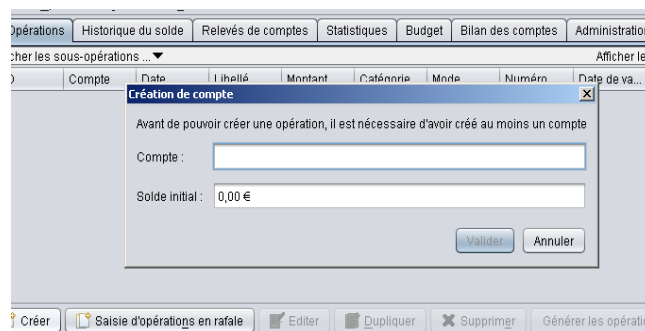 Opérations Historique du solde Relevés de comptes Statistiques Budget Bilan des comptes Administration
cher les sous-opérations ...▼ Afficher le
Compte Date Libellé Montant Catégorie Mode Numéro Date de va...
Création de compte
Avant de pouvoir créer une opération, il est nécessaire d'avoir créé au moins un compte
Compte :
Solde initial : 0,00 €
Valider Annuler
Créer Saisie d'opérations en rafale Editer Dupliquer Supprimer Générer les opérati